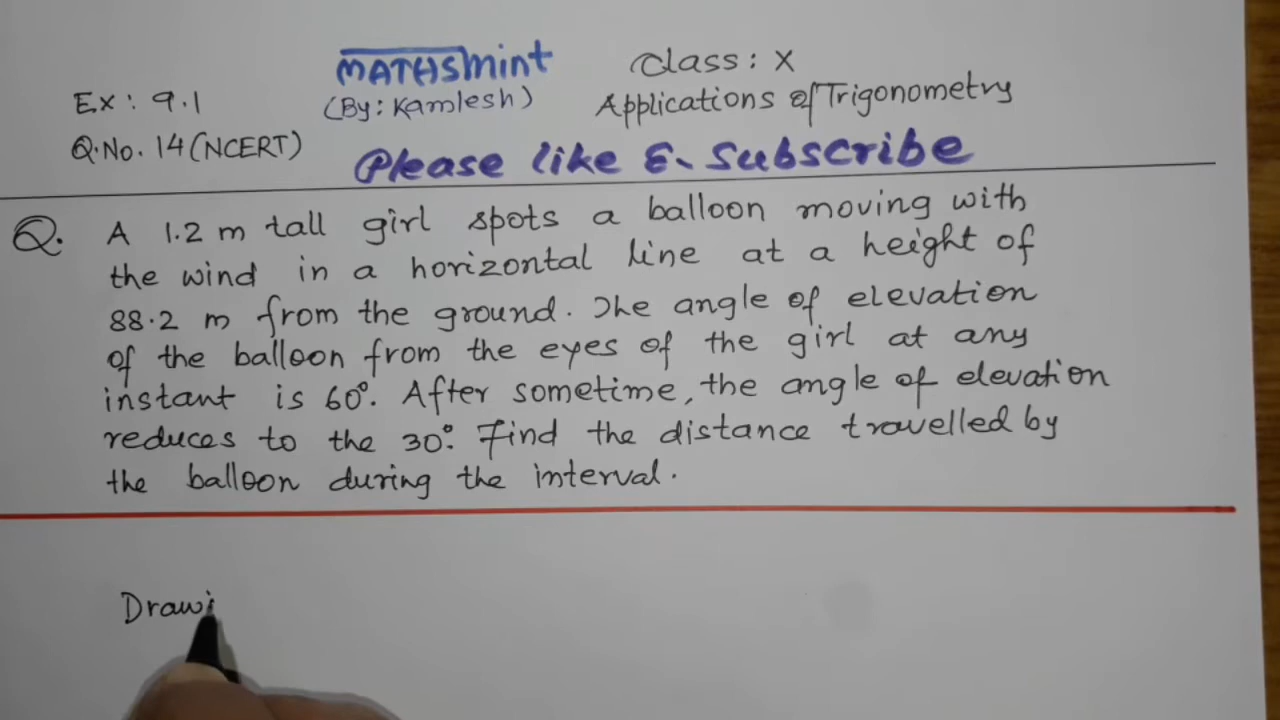 MATHSmint
(By: Kamlesh)
Class: X
Applications of Trigonometry
Ex: 9.1
Q.No. 14 (NCERT)
Please like & Subscribe
Q. A 1.2 m tall girl spots a balloon moving with
the wind in a horizontal line at a height of
88.2 m from the ground. The angle of elevation
of the balloon from the eyes of the girl at any
instant is 60°. After sometime, the angle of elevation
reduces to the 30°. Find the distance travelled by
the balloon during the interval.
Drawi